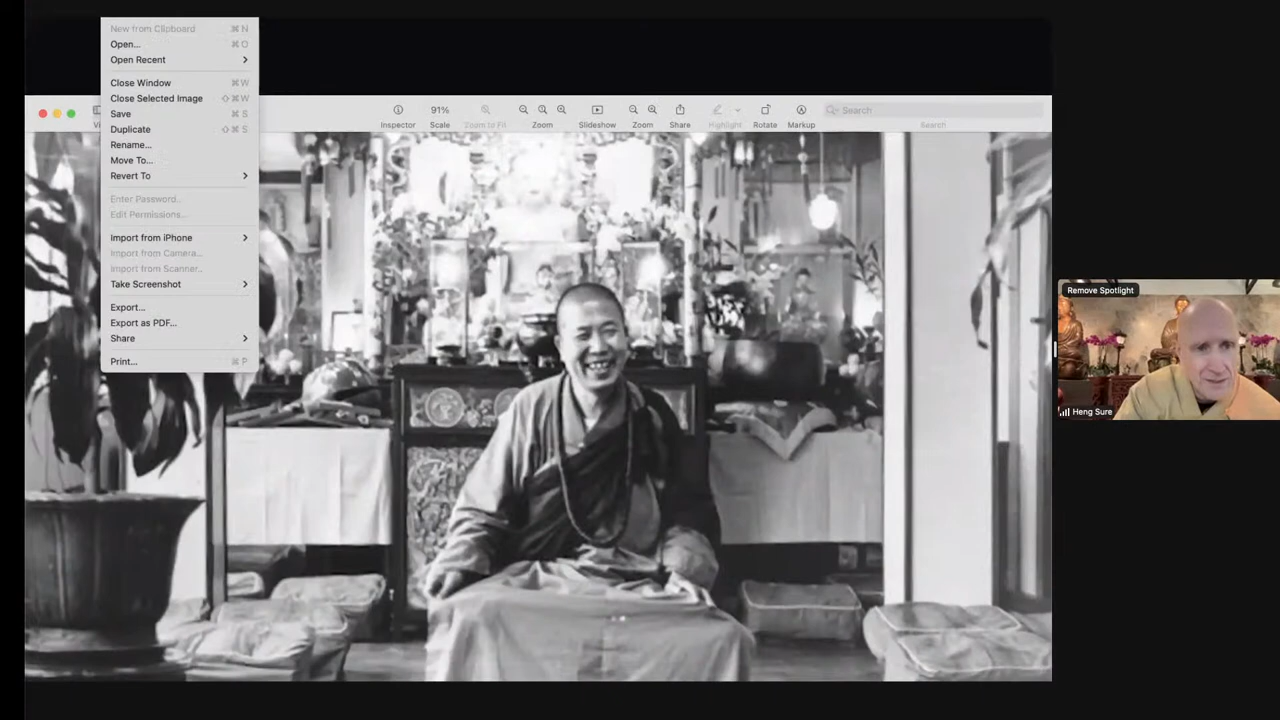 New from Clipboard ⌘ N
Open... ⌘ O
Open Recent
Close Window ⌘ W
Close Selected Image ⇧ ⌘ W
Save ⌘ S
Duplicate ⇧ ⌘ S
Rename...
Move To...
Revert To
Enter Password...
Edit Permissions...
Import from iPhone
Import from Camera...
Import from Scanner...
Take Screenshot
Export...
Export as PDF...
Share
Print... ⌘ P
91%
Search
Inspector Scale Zoom to Fit Zoom Slideshow Zoom Share Highlight Rotate Markup Search
Remove Spotlight
Heng Sure